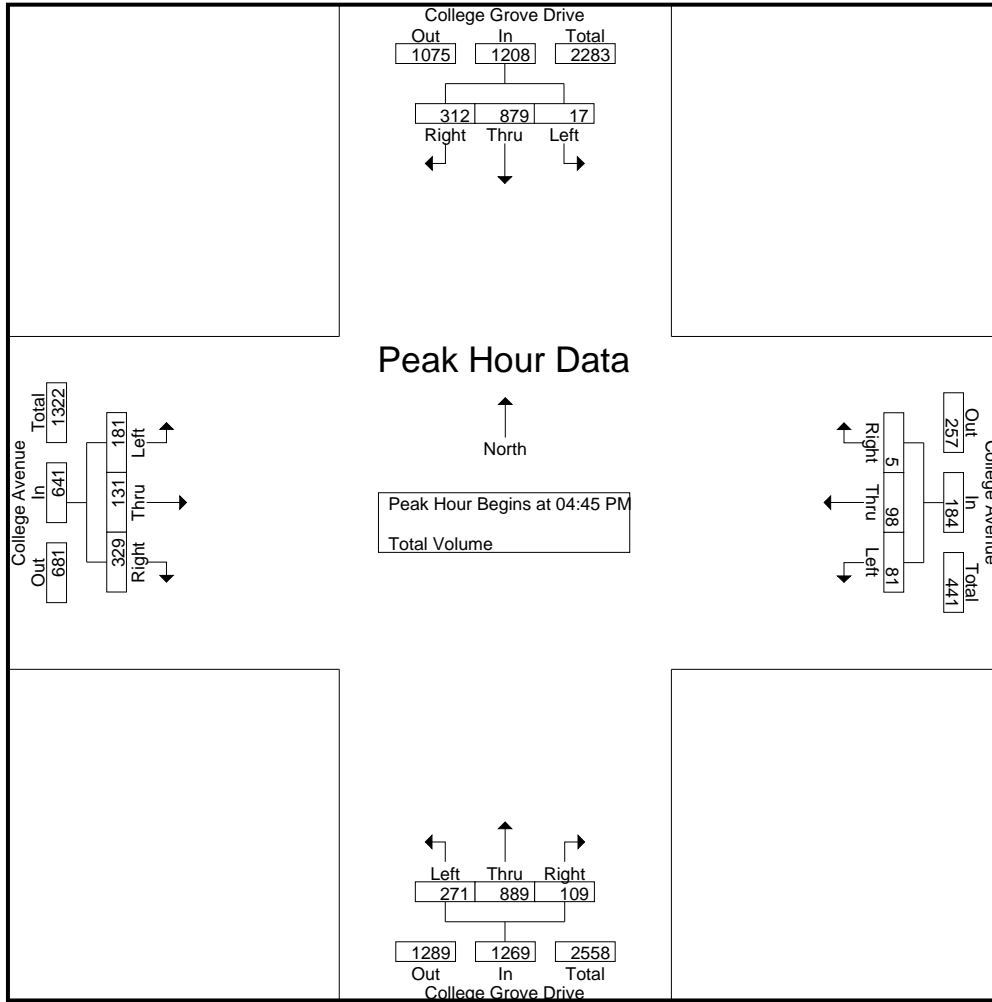 College Grove Drive
Out In Total
1075 1208 2283
312 879 17
Right Thru Left
Peak Hour Data
North
Peak Hour Begins at 04:45 PM
Total Volume
College Avenue
Total In Out
1322 641 681
181 131 329
Left Thru Right
College Avenue
Out In Total
257 184 441
5 98 81
Right Thru Left
Left Thru Right
271 889 109
1289 1269 2558
Out In Total
College Grove Drive